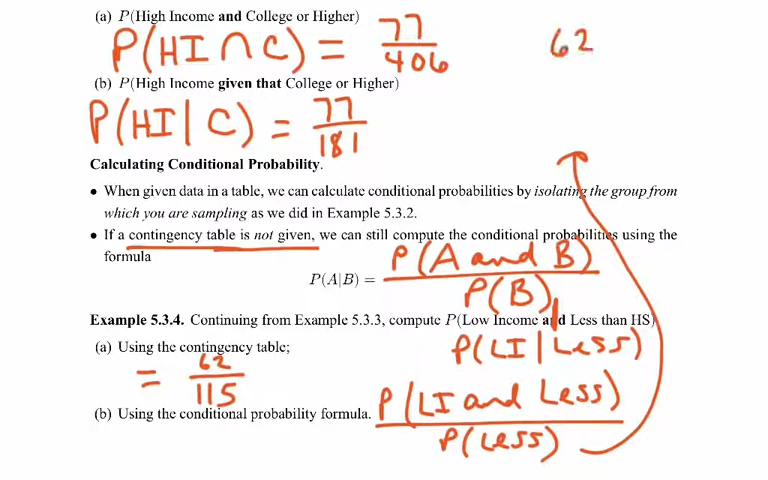 (a) P(High Income and College or Higher)
P(HI ∩ C) = 77/406
62
(b) P(High Income given that College or Higher)
P(HI | C) = 77/181
Calculating Conditional Probability.
• When given data in a table, we can calculate conditional probabilities by isolating the group from
which you are sampling as we did in Example 5.3.2.
• If a contingency table is not given, we can still compute the conditional probabilities using the
formula
P(A|B) = P(A and B)/P(B)
Example 5.3.4. Continuing from Example 5.3.3, compute P(Low Income and Less than HS)
P(LI | Less)
(a) Using the contingency table;
= 62/115
(b) Using the conditional probability formula. P(LI and Less)/P(Less)